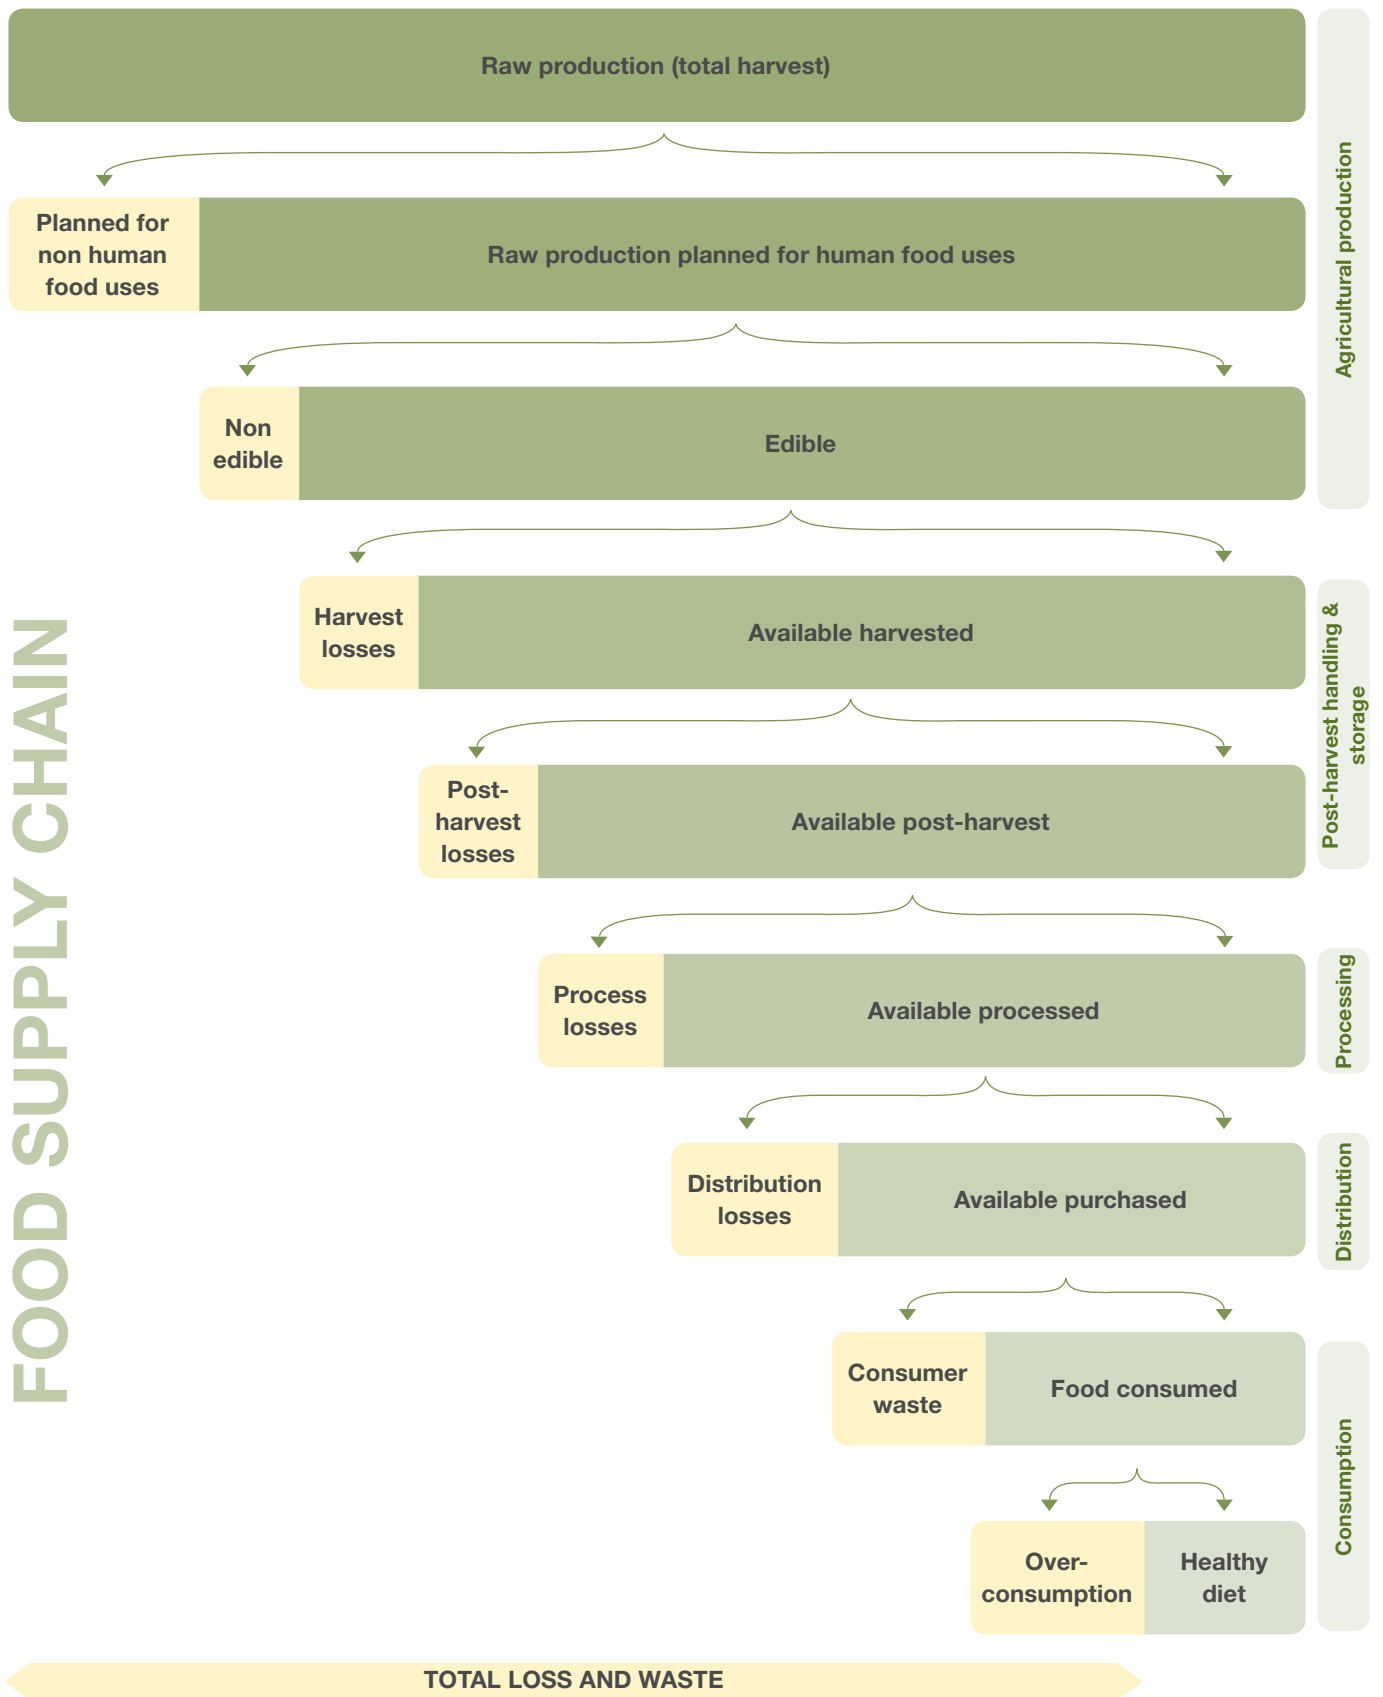 Raw production (total harvest)
Planned for
non human
food uses
Raw production planned for human food uses
Agricultural production
Non
edible
Edible
Harvest
losses
Available harvested
Post-
harvest
losses
Available post-harvest
Post-harvest handling &
storage
Process
losses
Available processed
Processing
Distribution
losses
Available purchased
Distribution
Consumer
waste
Food consumed
Over-
consumption
Healthy
diet
Consumption
FOOD SUPPLY CHAIN
TOTAL LOSS AND WASTE